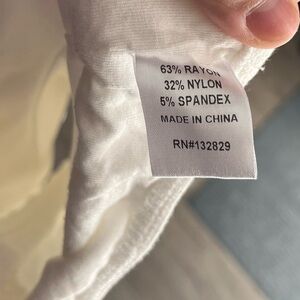 63% RAYON
32% NYLON
5% SPANDEX
MADE IN CHINA
RN#132829